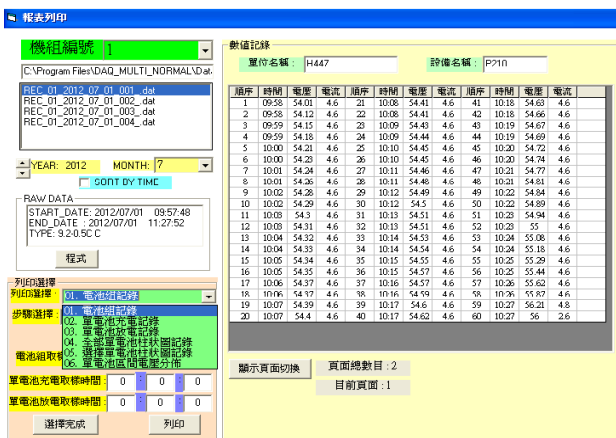 報表列印
機組編號 1
C:\Program Files\DAQ_MULTI_NORMAL\Dat
REC_01_2012_07_01_001_.dat
REC_01_2012_07_01_002_.dat
REC_01_2012_07_01_003_.dat
REC_01_2012_07_01_004_.dat
YEAR: 2012 MONTH: 7
SORT BY TIME
RAW DATA
START_DATE: 2012/07/01 09:57:48
END_DATE : 2012/07/01 11:27:52
TYPE: 9.2-0.5C C
程式
列印選擇
列印選擇: 01. 電池組記錄
步驟選擇:
01. 電池組記錄
02. 單電池充電記錄
03. 單電池放電記錄
04. 全部單電池柱狀圖記錄
05. 選擇單電池柱狀圖記錄
06. 單電池區間電壓分佈
電池組取樣
單電池充電取樣時間: 0 : 0 : 0
單電池放電取樣時間: 0 : 0 : 0
選擇完成 列印
數值記錄
單位名稱: H447 設備名稱: P210
順序 時間 電壓 電流 順序 時間 電壓 電流 順序 時間 電壓 電流
1 09:58 54.01 4.6 21 10:08 54.41 4.6 41 10:18 54.63 4.6
2 09:58 54.12 4.6 22 10:08 54.41 4.6 42 10:18 54.66 4.6
3 09:59 54.15 4.6 23 10:09 54.43 4.6 43 10:19 54.67 4.6
4 09:59 54.18 4.6 24 10:09 54.44 4.6 44 10:19 54.69 4.6
5 10:00 54.21 4.6 25 10:10 54.45 4.6 45 10:20 54.72 4.6
6 10:00 54.23 4.6 26 10:10 54.45 4.6 46 10:20 54.74 4.6
7 10:01 54.24 4.6 27 10:11 54.46 4.6 47 10:21 54.77 4.6
8 10:01 54.26 4.6 28 10:11 54.48 4.6 48 10:21 54.81 4.6
9 10:02 54.28 4.6 29 10:12 54.49 4.6 49 10:22 54.84 4.6
10 10:02 54.29 4.6 30 10:12 54.5 4.6 50 10:22 54.89 4.6
11 10:03 54.3 4.6 31 10:13 54.51 4.6 51 10:23 54.94 4.6
12 10:03 54.31 4.6 32 10:13 54.51 4.6 52 10:23 55 4.6
13 10:04 54.32 4.6 33 10:14 54.53 4.6 53 10:24 55.08 4.6
14 10:04 54.33 4.6 34 10:14 54.54 4.6 54 10:24 55.18 4.6
15 10:05 54.34 4.6 35 10:15 54.55 4.6 55 10:25 55.29 4.6
16 10:05 54.35 4.6 36 10:15 54.57 4.6 56 10:25 55.44 4.6
17 10:06 54.37 4.6 37 10:16 54.57 4.6 57 10:26 55.62 4.6
18 10:06 54.37 4.6 38 10:16 54.59 4.6 58 10:26 55.87 4.6
19 10:07 54.39 4.6 39 10:17 54.6 4.6 59 10:27 56.21 4.8
20 10:07 54.4 4.6 40 10:17 54.62 4.6 60 10:27 56 2.6
顯示頁面切換 頁面總數目 : 2
目前頁面 : 1